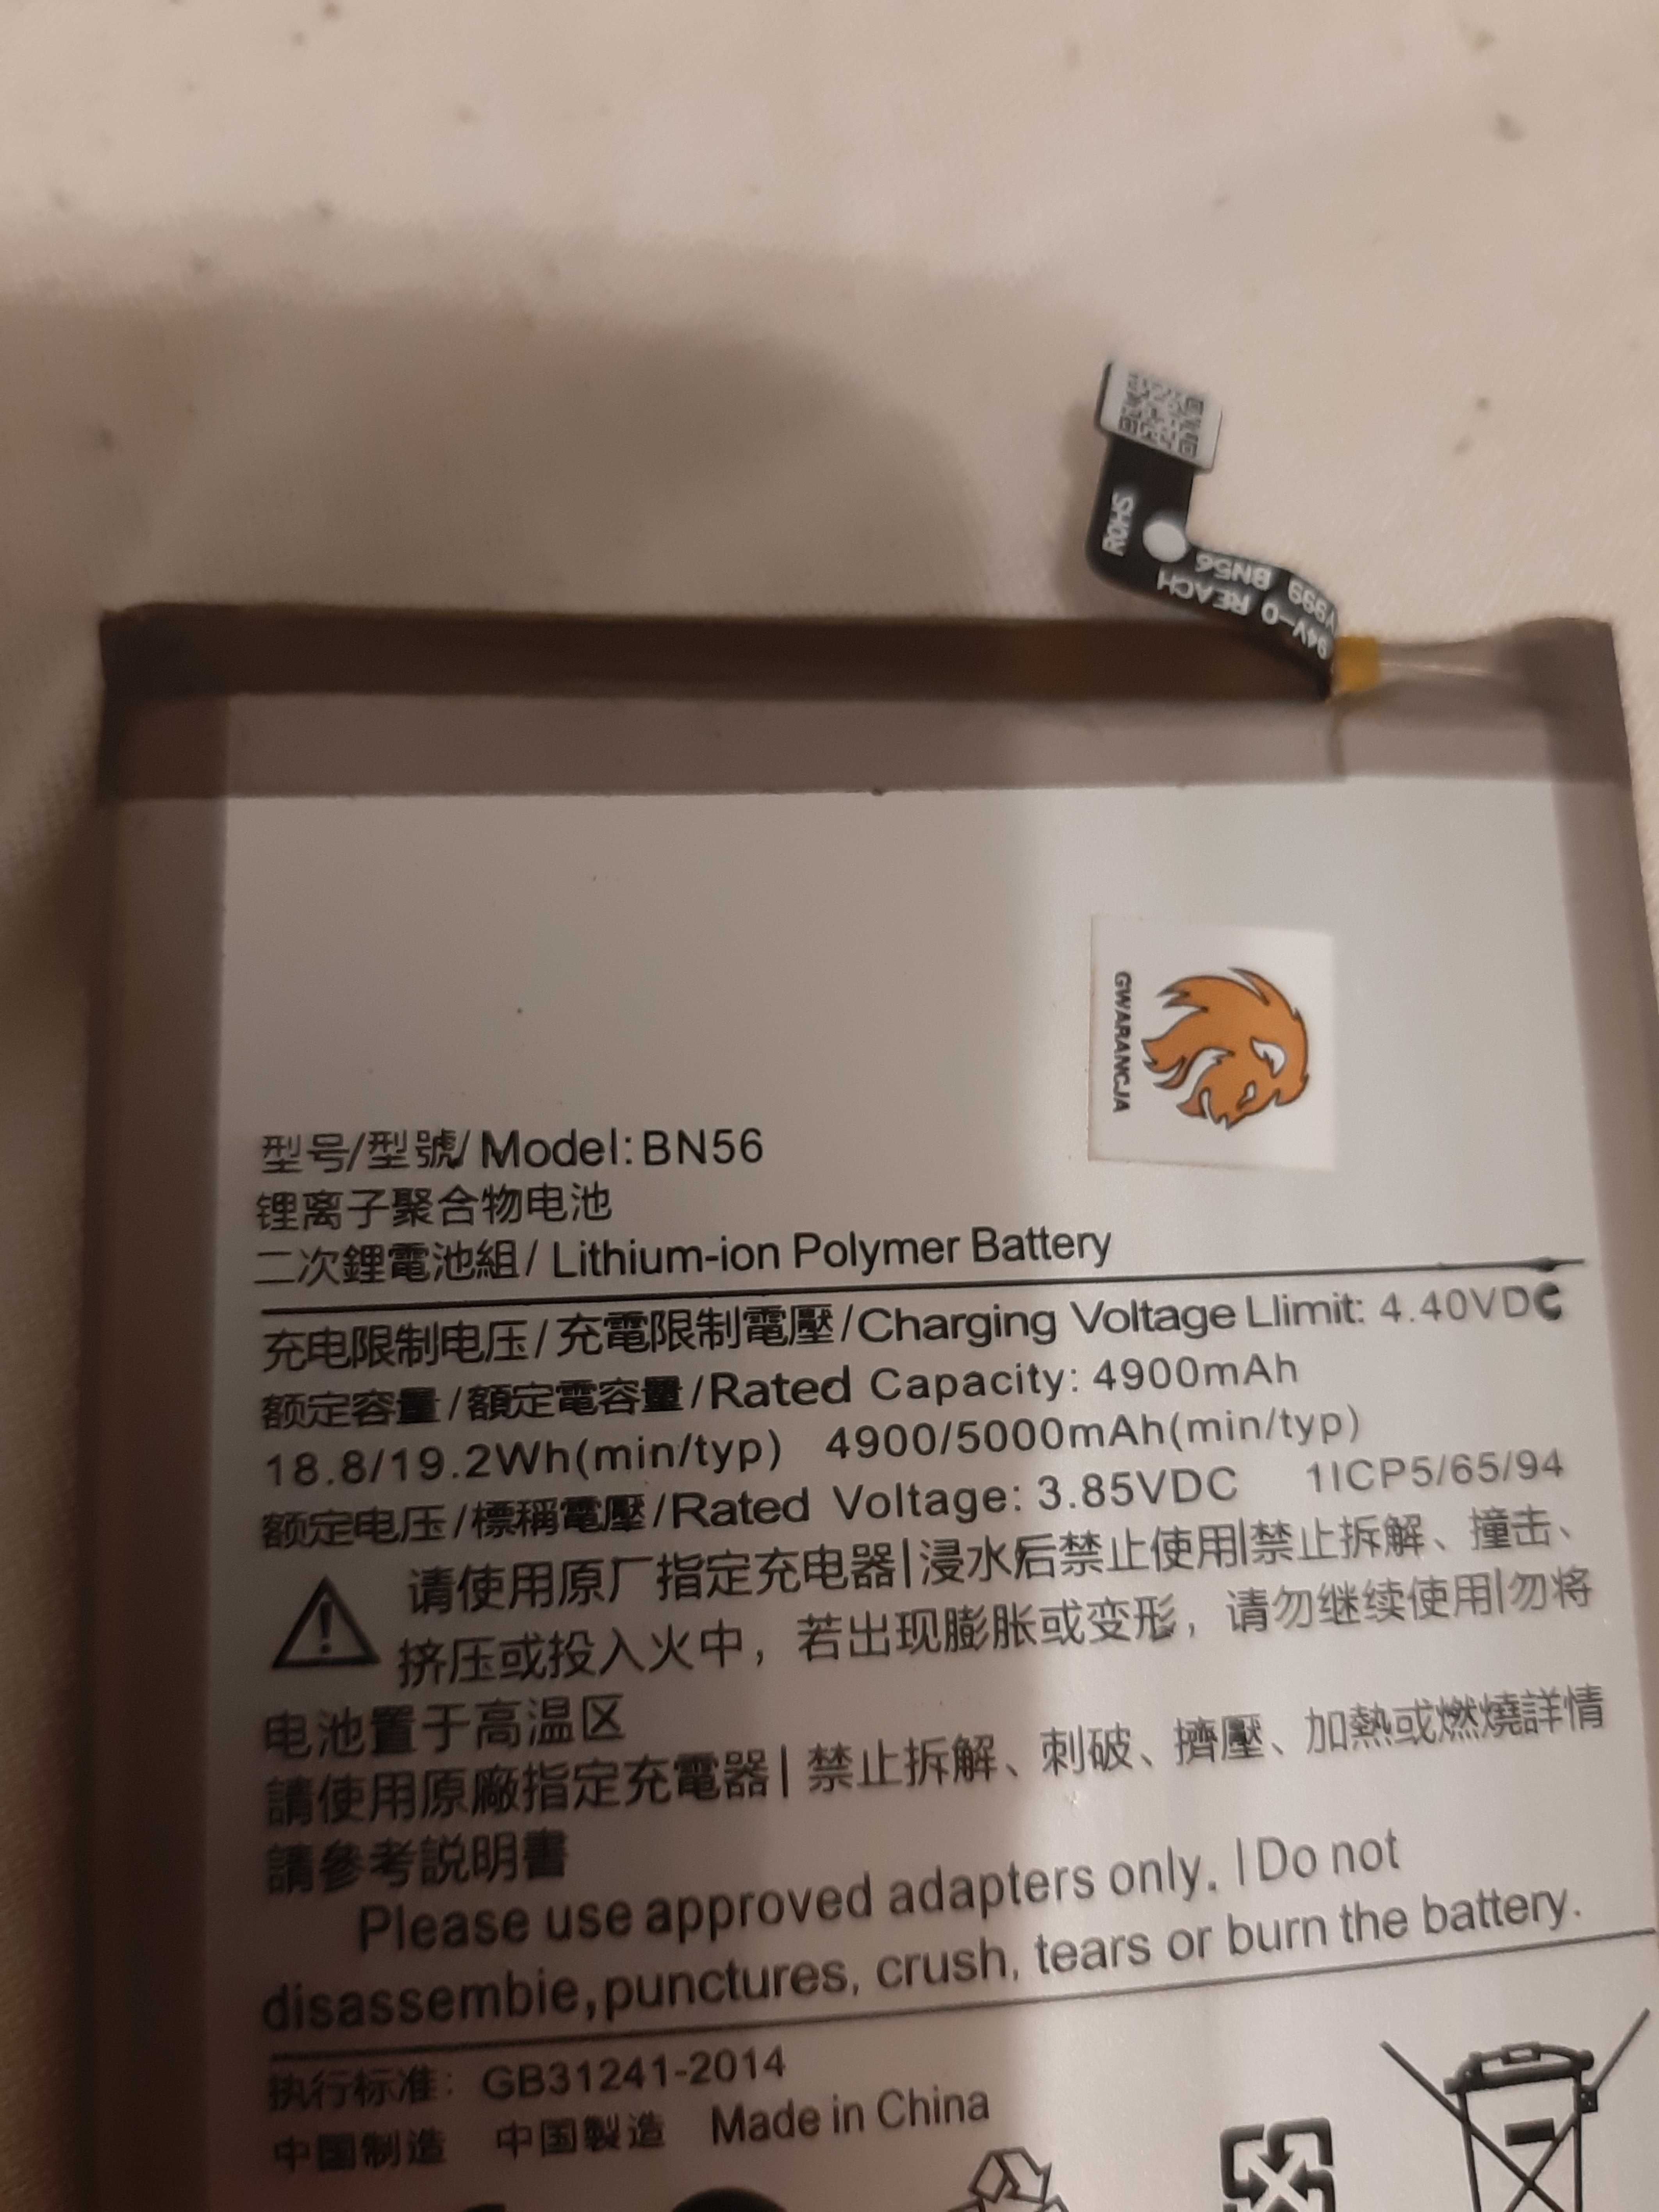 ROHS
BN56
94V-0 REACH
GWARANCJA
型号/型號/Model:BN56
锂离子聚合物电池
二次鋰電池組/Lithium-ion Polymer Battery
充电限制电压/充電限制電壓/Charging Voltage Llimit: 4.40VDC
额定容量/額定電容量/Rated Capacity: 4900mAh
18.8/19.2Wh(min/typ) 4900/5000mAh(min/typ)
额定电压/標稱電壓/Rated Voltage: 3.85VDC 1ICP5/65/94
请使用原厂指定充电器|浸水后禁止使用|禁止拆解、撞击、
挤压或投入火中，若出现膨胀或变形，请勿继续使用|勿将
电池置于高温区
請使用原廠指定充電器|禁止拆解、刺破、擠壓、加熱或燃燒詳情
請參考説明書
Please use approved adapters only. I Do not
disassembie,punctures, crush, tears or burn the battery.
执行标准：GB31241-2014
中國制造 中国製造 Made in China